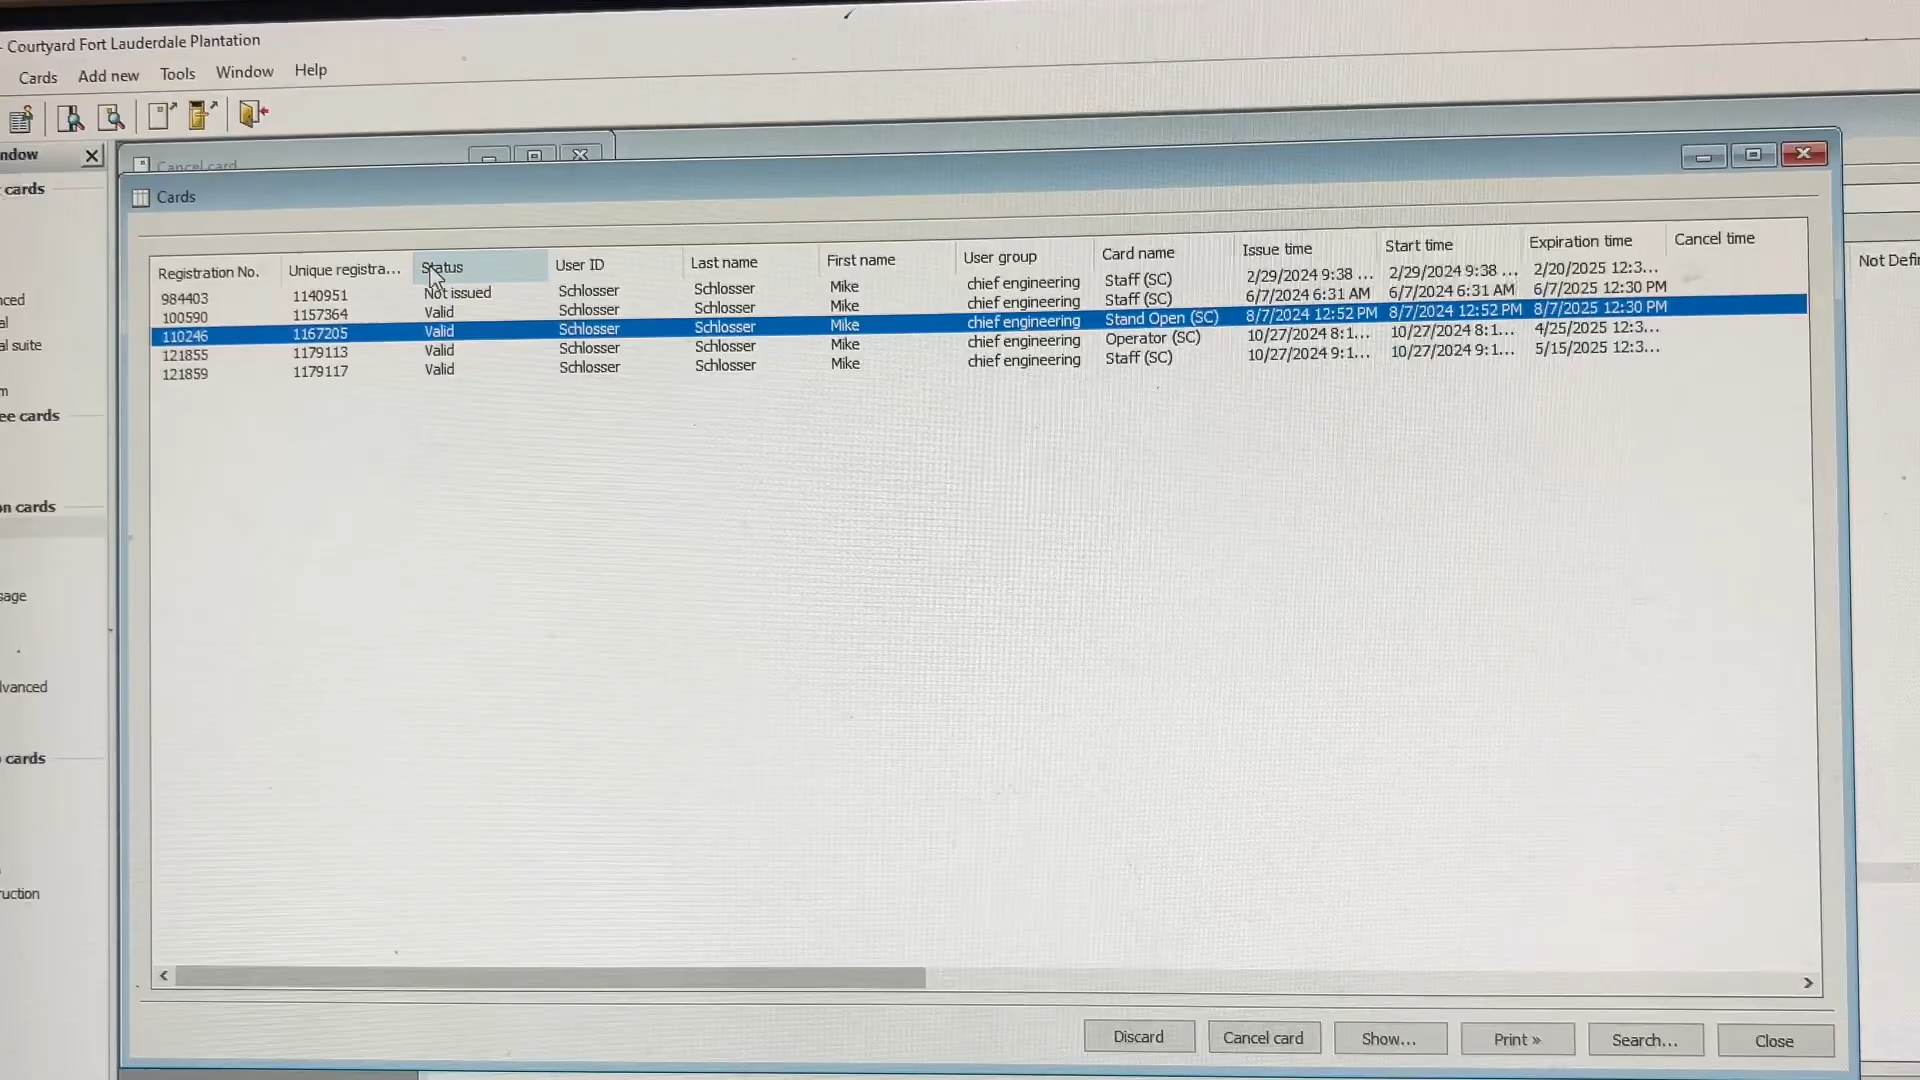 - Courtyard Fort Lauderdale Plantation
Cards Add new Tools Window Help
ndow
Cancel card
cards
Cards
Registration No. Unique registra... Status User ID Last name First name User group Card name Issue time Start time Expiration time Cancel time
984403 1140951 Not issued Schlosser Schlosser Mike chief engineering Staff (SC) 2/29/2024 9:38 ... 2/29/2024 9:38 ... 2/20/2025 12:3...
100590 1157364 Valid Schlosser Schlosser Mike chief engineering Staff (SC) 6/7/2024 6:31 AM 6/7/2024 6:31 AM 6/7/2025 12:30 PM
110246 1167205 Valid Schlosser Schlosser Mike chief engineering Stand Open (SC) 8/7/2024 12:52 PM 8/7/2024 12:52 PM 8/7/2025 12:30 PM
121855 1179113 Valid Schlosser Schlosser Mike chief engineering Operator (SC) 10/27/2024 8:1... 10/27/2024 8:1... 4/25/2025 12:3...
121859 1179117 Valid Schlosser Schlosser Mike chief engineering Staff (SC) 10/27/2024 9:1... 10/27/2024 9:1... 5/15/2025 12:3...
Not Defi
nced
al
al suite
m
ee cards
on cards
sage
dvanced
cards
ruction
Discard Cancel card Show... Print » Search... Close